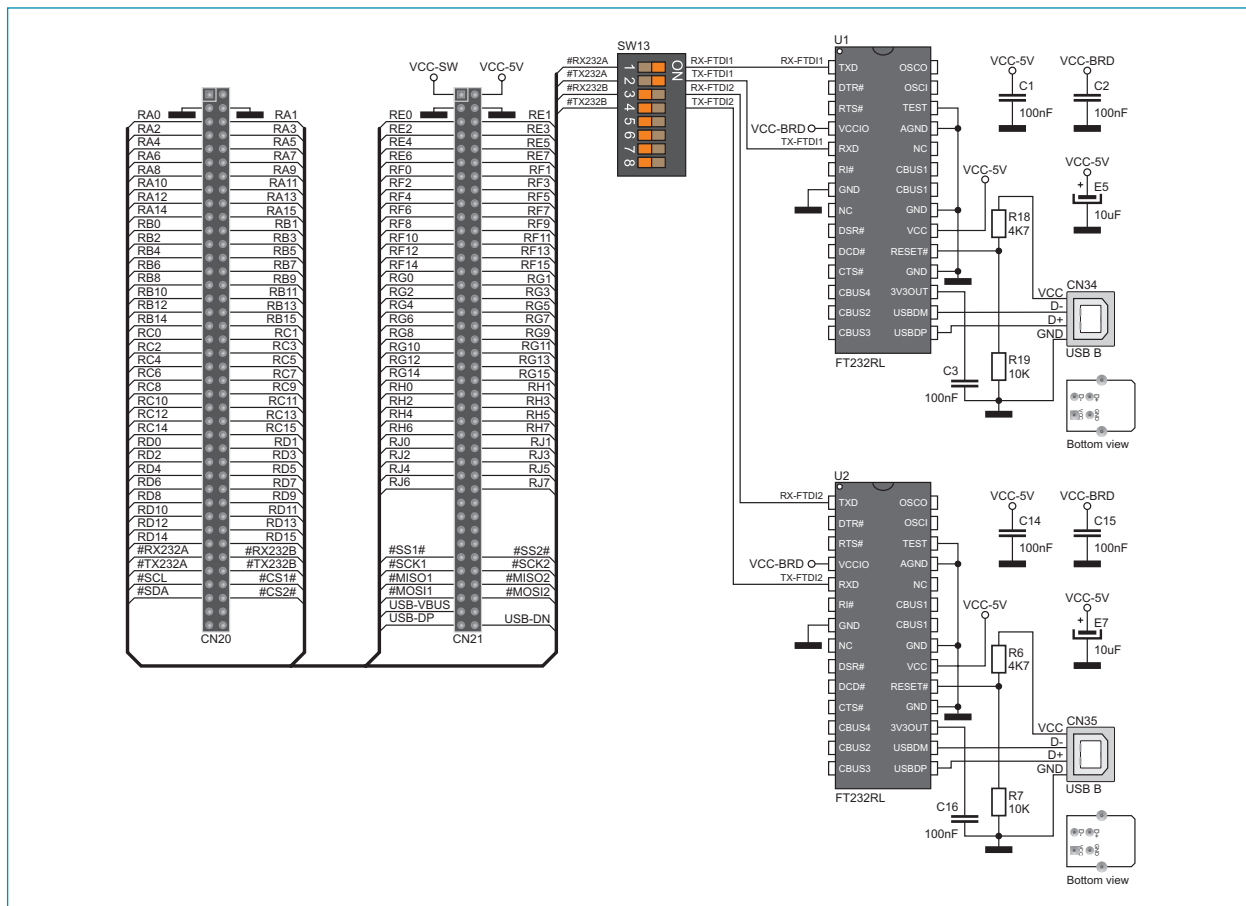 SW13
ON
1
2
3
4
5
6
7
8
#RX232A
#TX232A
#RX232B
#TX232B
RX-FTDI1
TX-FTDI1
RX-FTDI2
TX-FTDI2
RA0 RA1
RA2 RA3
RA4 RA5
RA6 RA7
RA8 RA9
RA10 RA11
RA12 RA13
RA14 RA15
RB0 RB1
RB2 RB3
RB4 RB5
RB6 RB7
RB8 RB9
RB10 RB11
RB12 RB13
RB14 RB15
RC0 RC1
RC2 RC3
RC4 RC5
RC6 RC7
RC8 RC9
RC10 RC11
RC12 RC13
RC14 RC15
RD0 RD1
RD2 RD3
RD4 RD5
RD6 RD7
RD8 RD9
RD10 RD11
RD12 RD13
RD14 RD15
#RX232A #RX232B
#TX232A #TX232B
#SCL #CS1#
#SDA #CS2#
CN20
VCC-SW VCC-5V
RE0 RE1
RE2 RE3
RE4 RE5
RE6 RE7
RF0 RF1
RF2 RF3
RF4 RF5
RF6 RF7
RF8 RF9
RF10 RF11
RF12 RF13
RF14 RF15
RG0 RG1
RG2 RG3
RG4 RG5
RG6 RG7
RG8 RG9
RG10 RG11
RG12 RG13
RG14 RG15
RH0 RH1
RH2 RH3
RH4 RH5
RH6 RH7
RJ0 RJ1
RJ2 RJ3
RJ4 RJ5
RJ6 RJ7
#SS1# #SS2#
#SCK1 #SCK2
#MISO1 #MISO2
#MOSI1 #MOSI2
USB-VBUS
USB-DP USB-DN
CN21
U1
RX-FTDI1
VCC-BRD
TX-FTDI1
TXD OSCO
DTR# OSCI
RTS# TEST
VCCIO AGND
RXD NC
RI# CBUS1
GND CBUS1
NC GND
DSR# VCC
DCD# RESET#
CTS# GND
CBUS4 3V3OUT
CBUS2 USBDM
CBUS3 USBDP
FT232RL
VCC-5V
C1
100nF
VCC-BRD
C2
100nF
VCC-5V
VCC-5V
+
E5
10uF
R18
4K7
R19
10K
C3
100nF
CN34
VCC
D-
D+
GND
USB B
Bottom view
U2
RX-FTDI2
VCC-BRD
TX-FTDI2
TXD OSCO
DTR# OSCI
RTS# TEST
VCCIO AGND
RXD NC
RI# CBUS1
GND CBUS1
NC GND
DSR# VCC
DCD# RESET#
CTS# GND
CBUS4 3V3OUT
CBUS2 USBDM
CBUS3 USBDP
FT232RL
VCC-5V
C14
100nF
VCC-BRD
C15
100nF
VCC-5V
VCC-5V
+
E7
10uF
R6
4K7
R7
10K
C16
100nF
CN35
VCC
D-
D+
GND
USB B
Bottom view